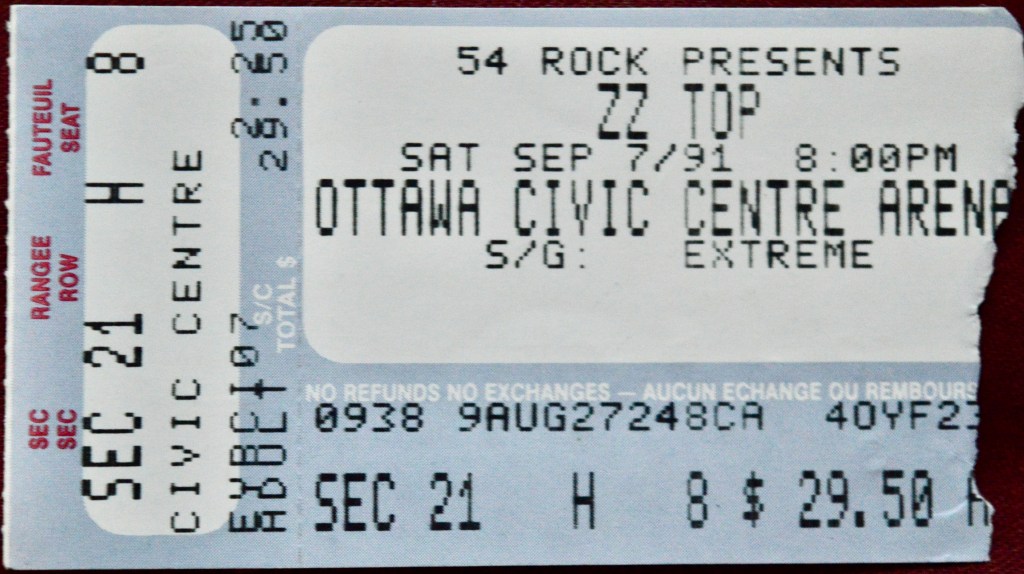 54 ROCK PRESENTS
ZZ TOP
SAT SEP 7/91 8:00PM
OTTAWA CIVIC CENTRE ARENA
S/G: EXTREME
NO REFUNDS NO EXCHANGES — AUCUN ECHANGE OU REMBOURS
0938 9AUG27248CA 40YF23
SEC 21 H 8 $ 29.50 A
SEC RANGEE FAUTEUIL
SEC ROW SEAT
SEC 21 H 8
CIVIC CENTRE
2.25
29.50
S/C
TOTAL $